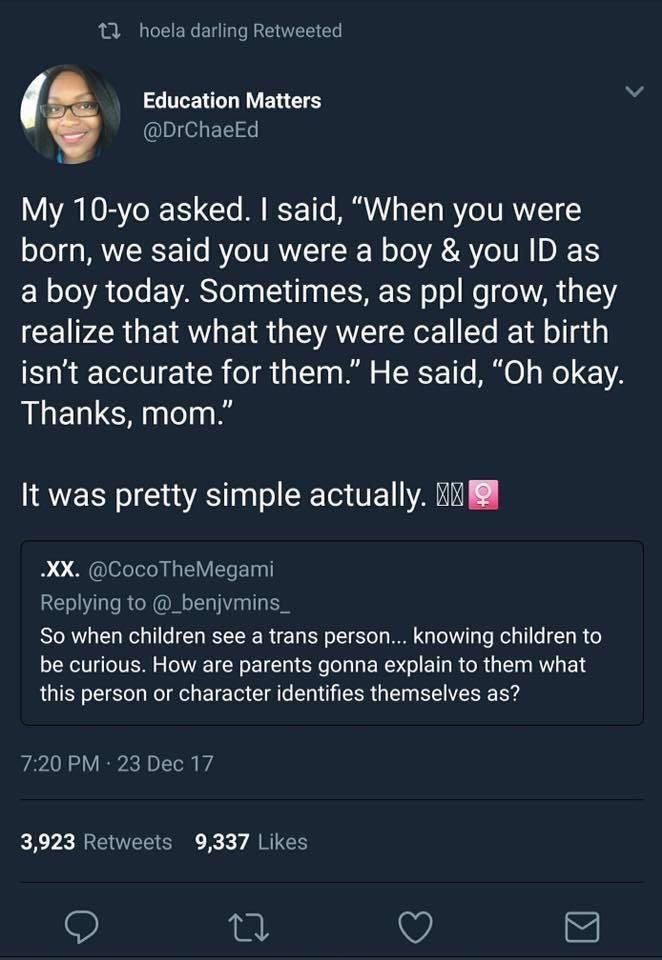 hoela darling Retweeted
Education Matters
@DrChaeEd
My 10-yo asked. I said, “When you were
born, we said you were a boy & you ID as
a boy today. Sometimes, as ppl grow, they
realize that what they were called at birth
isn’t accurate for them.” He said, “Oh okay.
Thanks, mom.”
It was pretty simple actually. ♀
.XX. @CocoTheMegami
Replying to @_benjvmins_
So when children see a trans person... knowing children to
be curious. How are parents gonna explain to them what
this person or character identifies themselves as?
7:20 PM · 23 Dec 17
3,923 Retweets 9,337 Likes